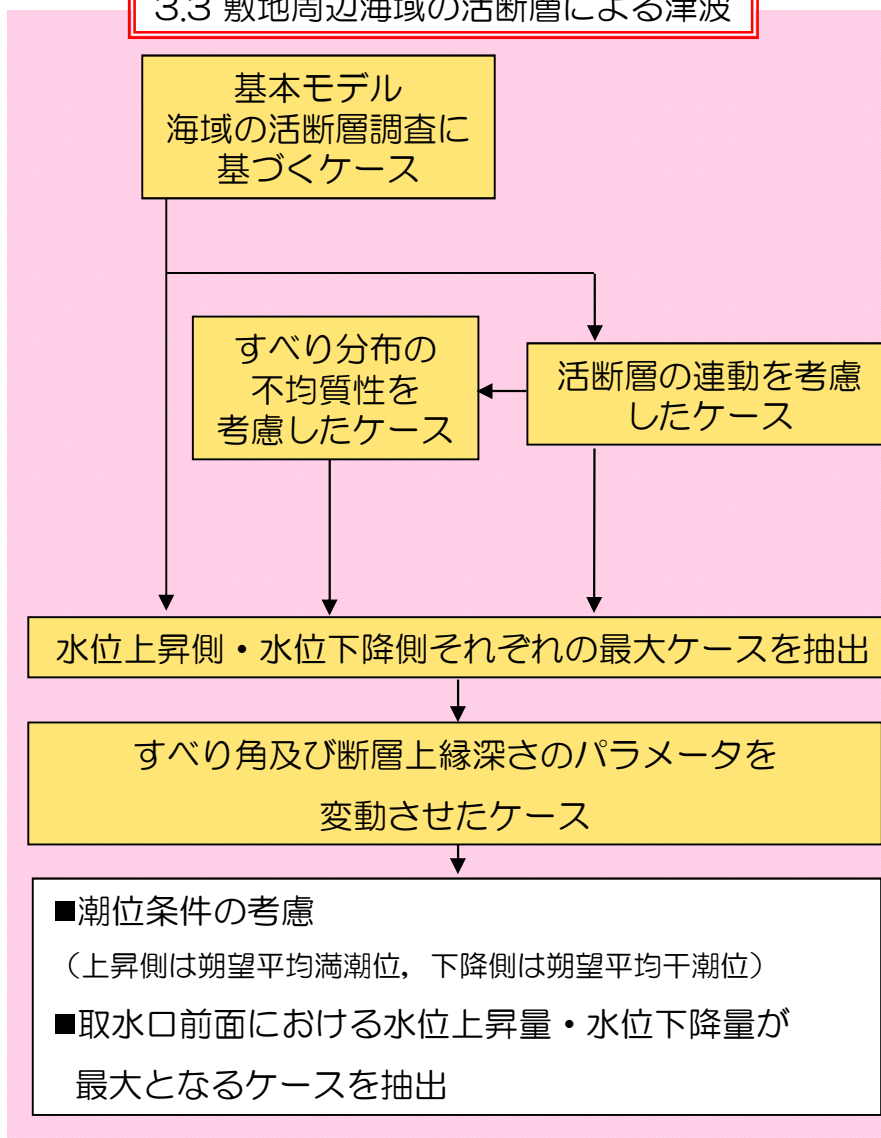 3.3 敷地周辺海域の活断層による津波
基本モデル
海域の活断層調査に
基づくケース
すべり分布の
不均質性を
考慮したケース
活断層の連動を考慮
したケース
水位上昇側・水位下降側それぞれの最大ケースを抽出
すべり角及び断層上縁深さのパラメータを
変動させたケース
■潮位条件の考慮
（上昇側は朔望平均満潮位，下降側は朔望平均干潮位）
■取水口前面における水位上昇量・水位下降量が
最大となるケースを抽出